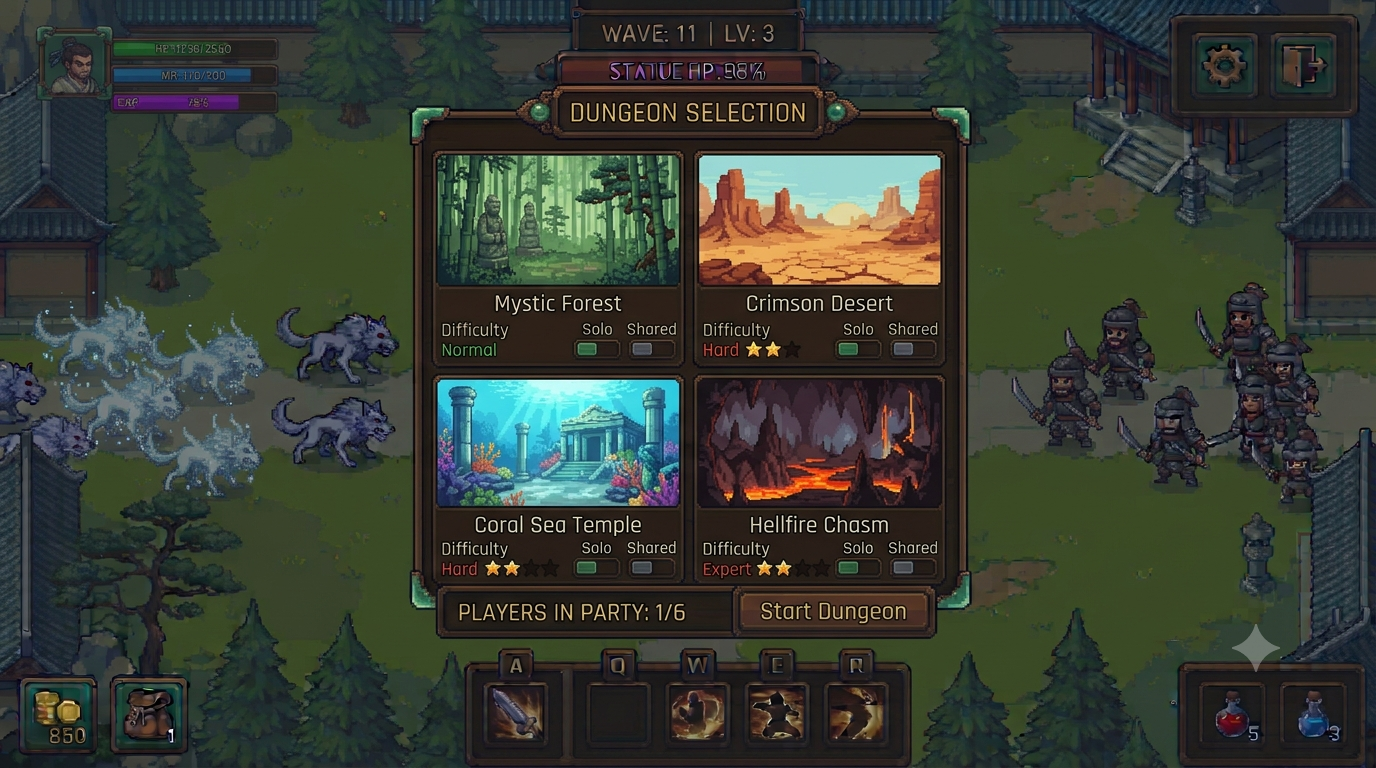 WAVE: 11 | LV: 3
STATUE HP: 98%
DUNGEON SELECTION
Mystic Forest
Difficulty Solo Shared
Normal
Crimson Desert
Difficulty Solo Shared
Hard
Coral Sea Temple
Difficulty Solo Shared
Hard
Hellfire Chasm
Difficulty Solo Shared
Expert
PLAYERS IN PARTY: 1/6
Start Dungeon
A Q W E R
850
1
5
3